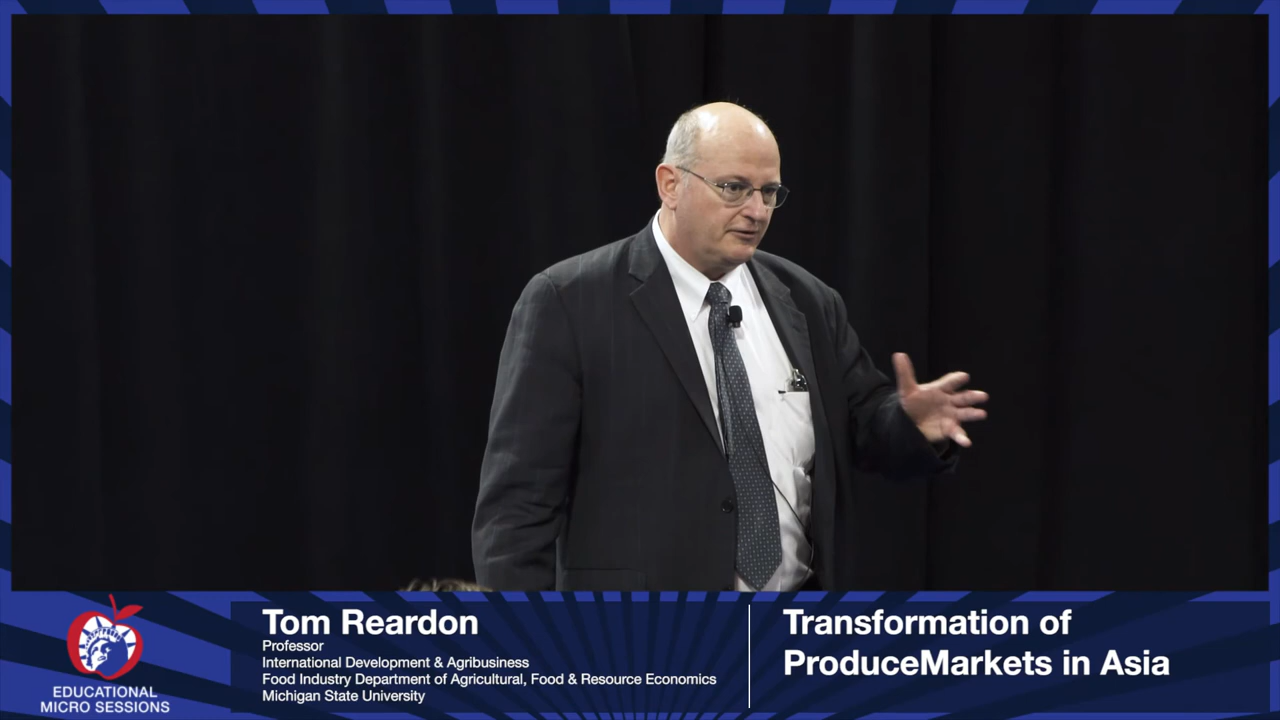 EDUCATIONAL
MICRO SESSIONS
Tom Reardon
Professor
International Development & Agribusiness
Food Industry Department of Agricultural, Food & Resource Economics
Michigan State University
Transformation of
ProduceMarkets in Asia